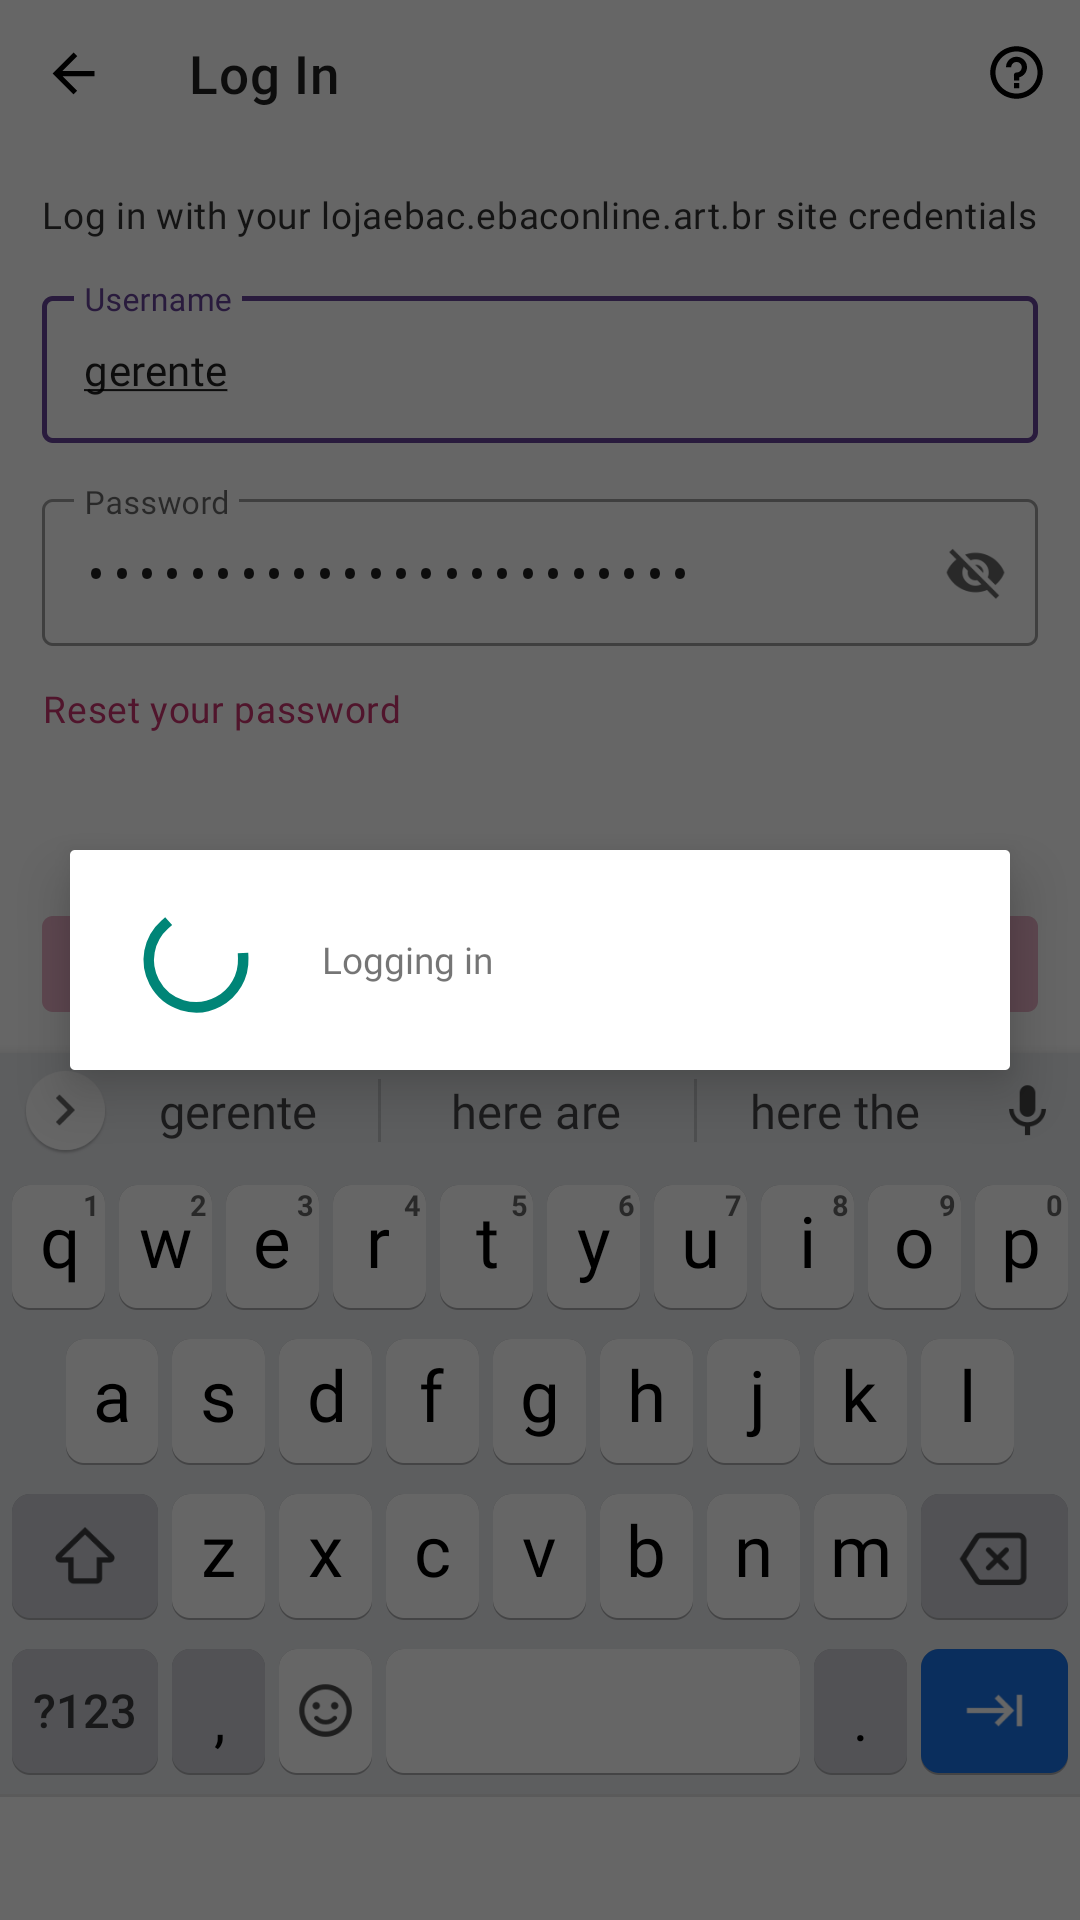 Log In
Log in with your lojaebac.ebaconline.art.br site credentials
Username
gerente
Password
••••••••••••••••••••••••
Reset your password
Logging in
gerente here are here the
1 2 3 4 5 6 7 8 9 0
q w e r t y u i o p
a s d f g h j k l
z x c v b n m
?123 , .